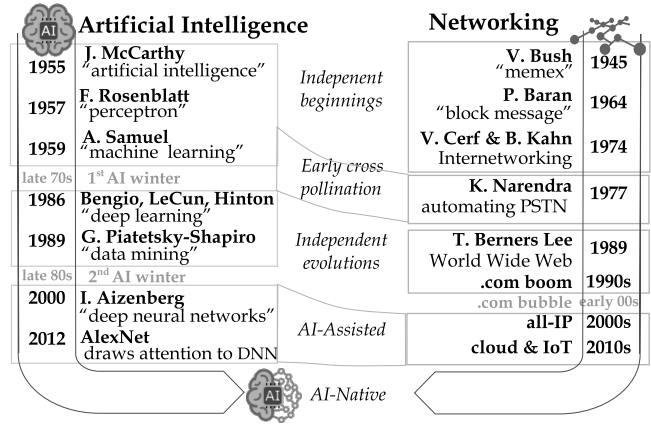 AI
Artificial Intelligence
1955
J. McCarthy
“artificial intelligence”
1957
F. Rosenblatt
“perceptron”
1959
A. Samuel
“machine learning”
late 70s
1st AI winter
1986
Bengio, LeCun, Hinton
“deep learning”
1989
G. Piatetsky-Shapiro
“data mining”
late 80s
2nd AI winter
2000
I. Aizenberg
“deep neural networks”
2012
AlexNet
draws attention to DNN
Indepenent
beginnings
Early cross
pollination
Independent
evolutions
AI-Assisted
Networking
V. Bush
“memex”
1945
P. Baran
“block message”
1964
V. Cerf & B. Kahn
Internetworking
1974
K. Narendra
automating PSTN
1977
T. Berners Lee
World Wide Web
1989
.com boom
1990s
.com bubble
early 00s
all-IP
2000s
cloud & IoT
2010s
AI
AI-Native